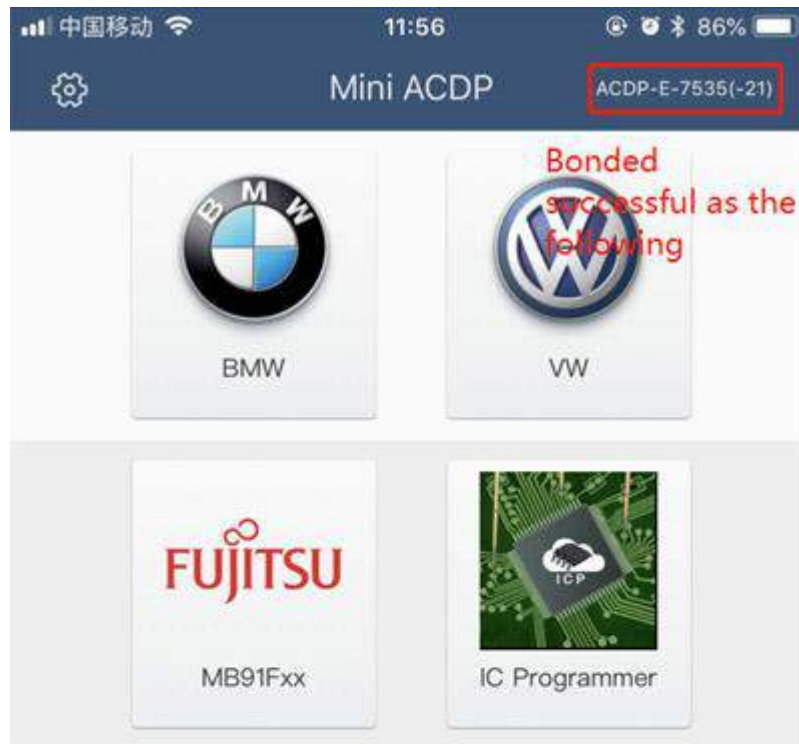 中国移动 11:56 86%
Mini ACDP ACDP-E-7535(-21)
Bonded
successful as the
following
BMW
VW
BMW VW
FUJITSU
ICP
MB91Fxx IC Programmer